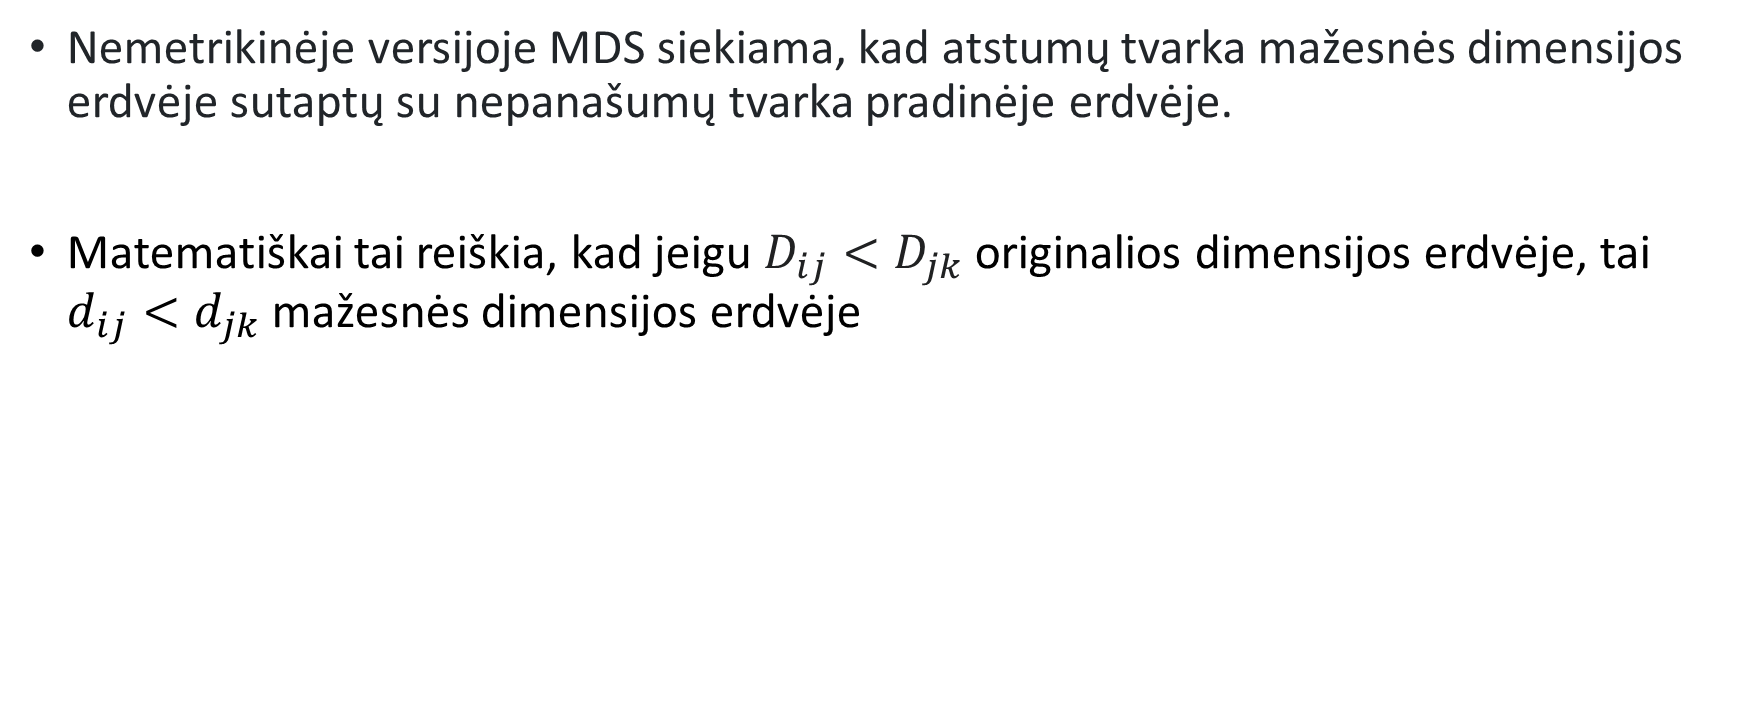 • Nemetrikinėje versijoje MDS siekiama, kad atstumų tvarka mažesnės dimensijos
erdvėje sutaptų su nepanašumų tvarka pradinėje erdvėje.
• Matematiškai tai reiškia, kad jeigu $D_{ij} < D_{jk}$ originalios dimensijos erdvėje, tai
$d_{ij} < d_{jk}$ mažesnės dimensijos erdvėje